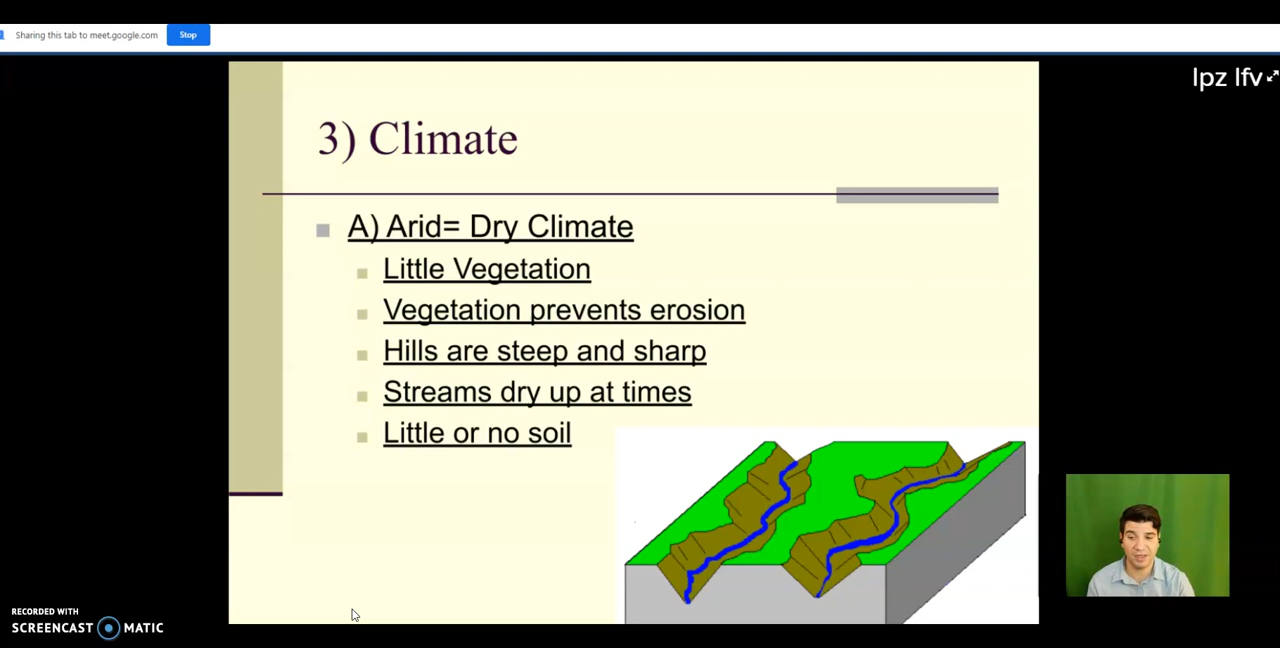 Sharing this tab to meet.google.com Stop
lpz lfv
3) Climate
A) Arid= Dry Climate
Little Vegetation
Vegetation prevents erosion
Hills are steep and sharp
Streams dry up at times
Little or no soil
RECORDED WITH
SCREENCAST MATIC